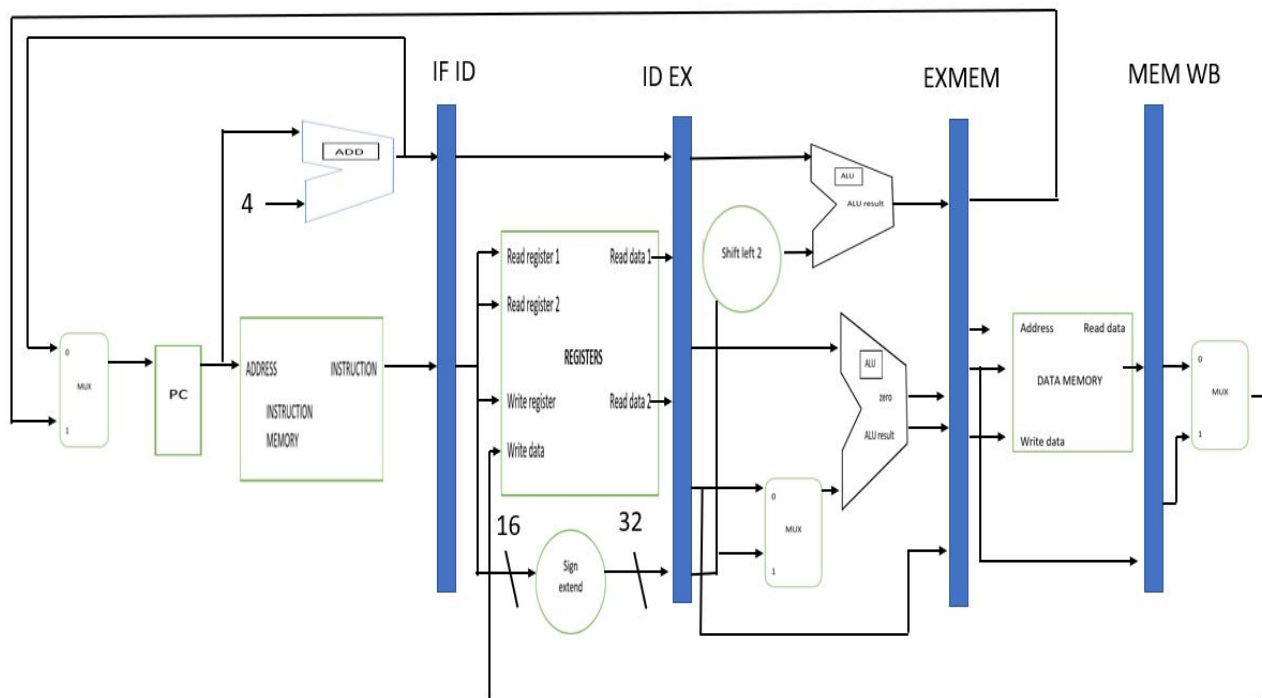 IF ID
ID EX
EXMEM
MEM WB
ADD
4
ALU
ALU result
Shift left 2
Read register 1
Read data 1
Read register 2
REGISTERS
Write register
Read data 2
Write data
0
MUX
1
PC
ADDRESS
INSTRUCTION
INSTRUCTION
MEMORY
ALU
zero
ALU result
Address
Read data
DATA MEMORY
Write data
0
MUX
1
0
MUX
1
16
32
Sign
extend